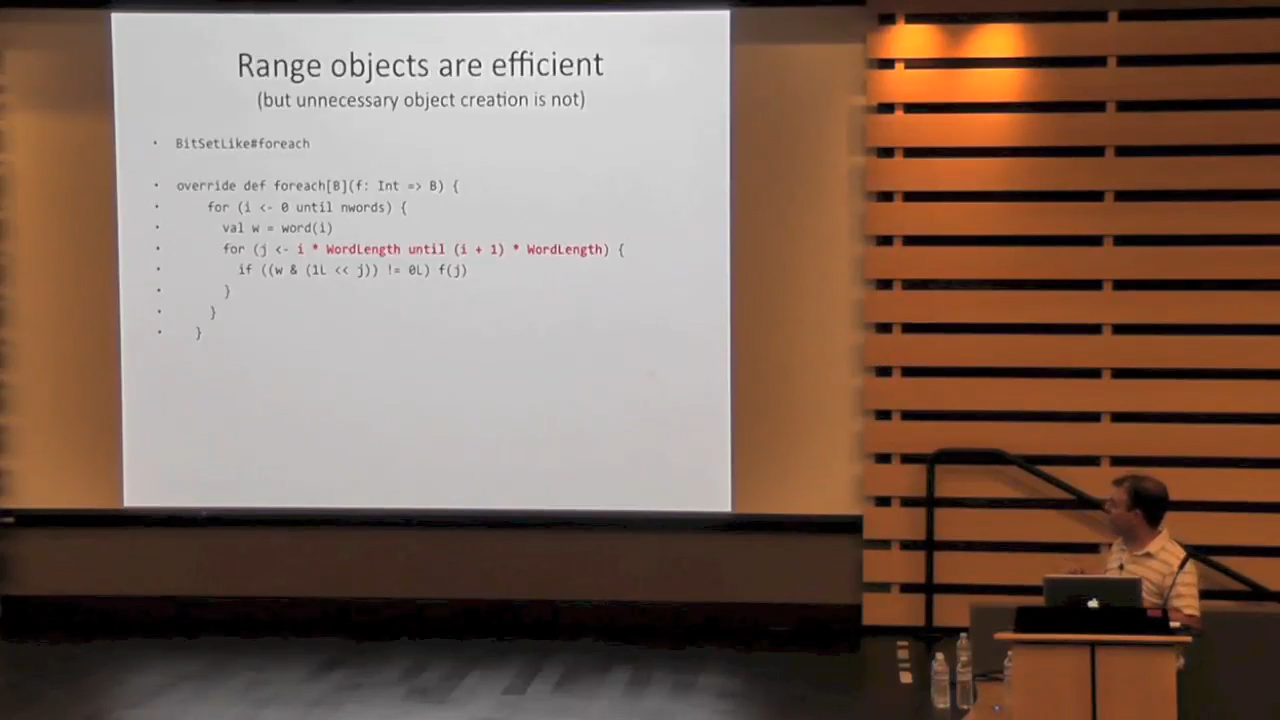 Range objects are efficient
(but unnecessary object creation is not)
• BitSetLike#foreach
• override def foreach[B](f: Int => B) {
• for (i <- 0 until nwords) {
• val w = word(i)
• for (j <- i * WordLength until (i + 1) * WordLength) {
• if ((w & (1L << j)) != 0L) f(j)
• }
• }
• }